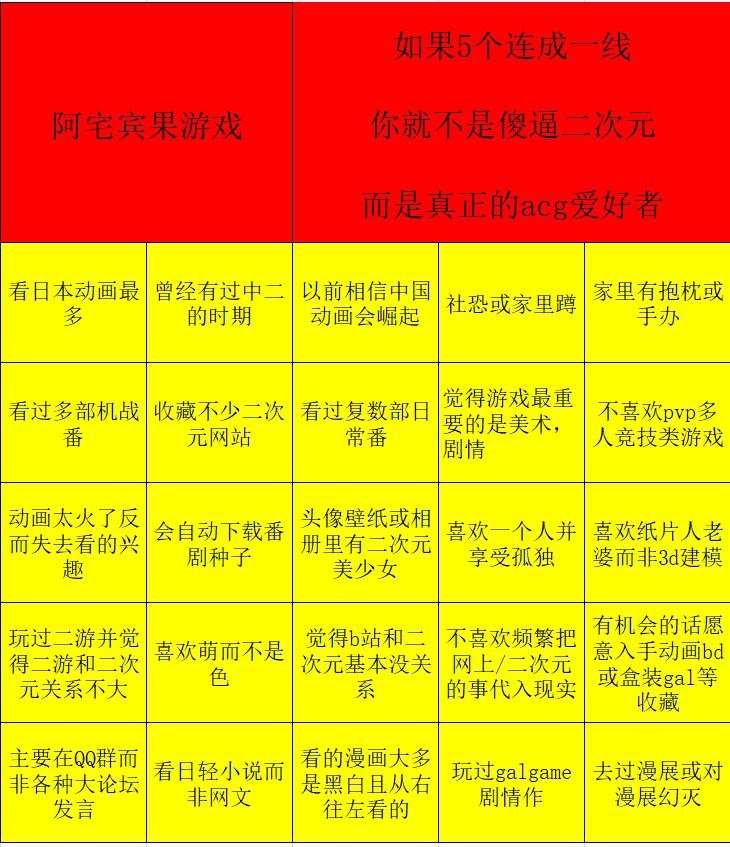 阿宅宾果游戏
如果5个连成一线
你就不是傻逼二次元
而是真正的acg爱好者
看日本动画最
多
曾经有过中二
的时期
以前相信中国
动画会崛起
社恐或家里蹲
家里有抱枕或
手办
看过多部机战
番
收藏不少二次
元网站
看过复数部日
常番
觉得游戏最重
要的是美术，
剧情
不喜欢pvp多
人竞技类游戏
动画太火了反
而失去看的兴
趣
会自动下载番
剧种子
头像壁纸或相
册里有二次元
美少女
喜欢一个人并
享受孤独
喜欢纸片人老
婆而非3d建模
玩过二游并觉
得二游和二次
元关系不大
喜欢萌而不是
色
觉得b站和二
次元基本没关
系
不喜欢频繁把
网上/二次元
的事代入现实
有机会的话愿
意入手动画bd
或盒装gal等
收藏
主要在QQ群而
非各种大论坛
发言
看日轻小说而
非网文
看的漫画大多
是黑白且从右
往左看的
玩过galgame
剧情作
去过漫展或对
漫展幻灭